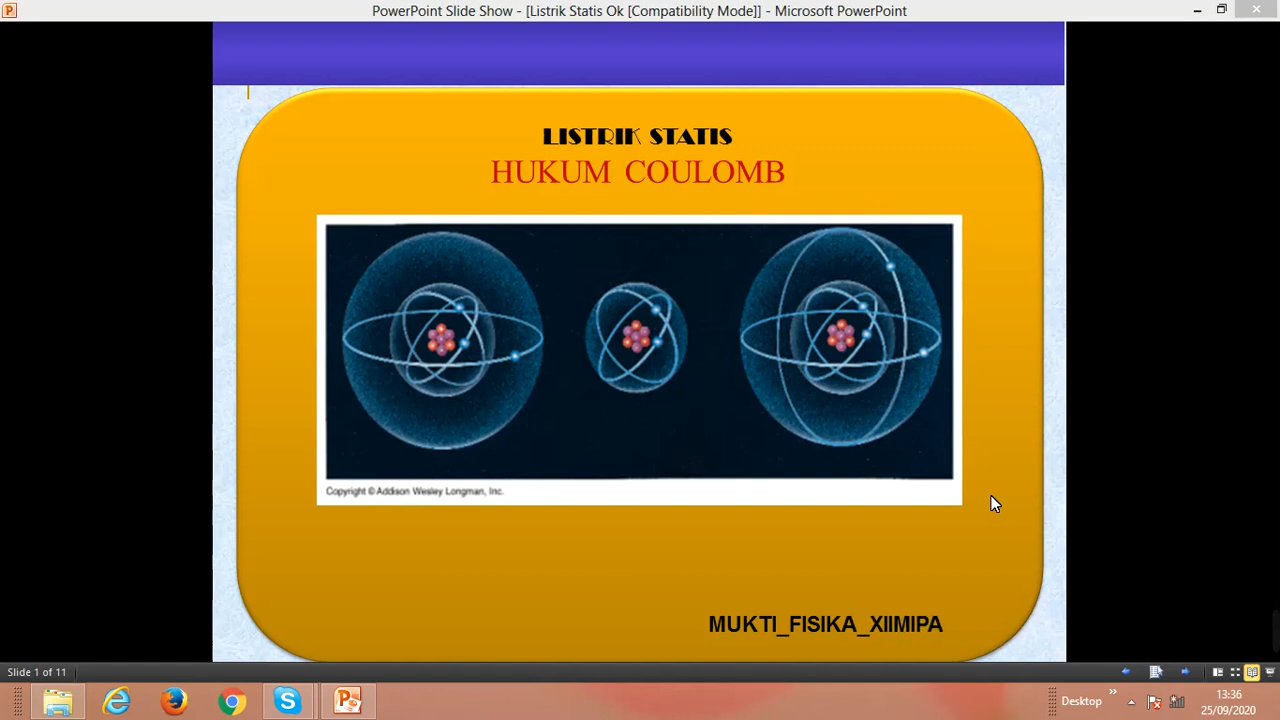 PowerPoint Slide Show - [Listrik Statis Ok [Compatibility Mode]] - Microsoft PowerPoint
LISTRIK STATIS
HUKUM COULOMB
Copyright © Addison Wesley Longman, Inc.
MUKTI_FISIKA_XIIMIPA
Slide 1 of 11
Desktop
13:36
25/09/2020